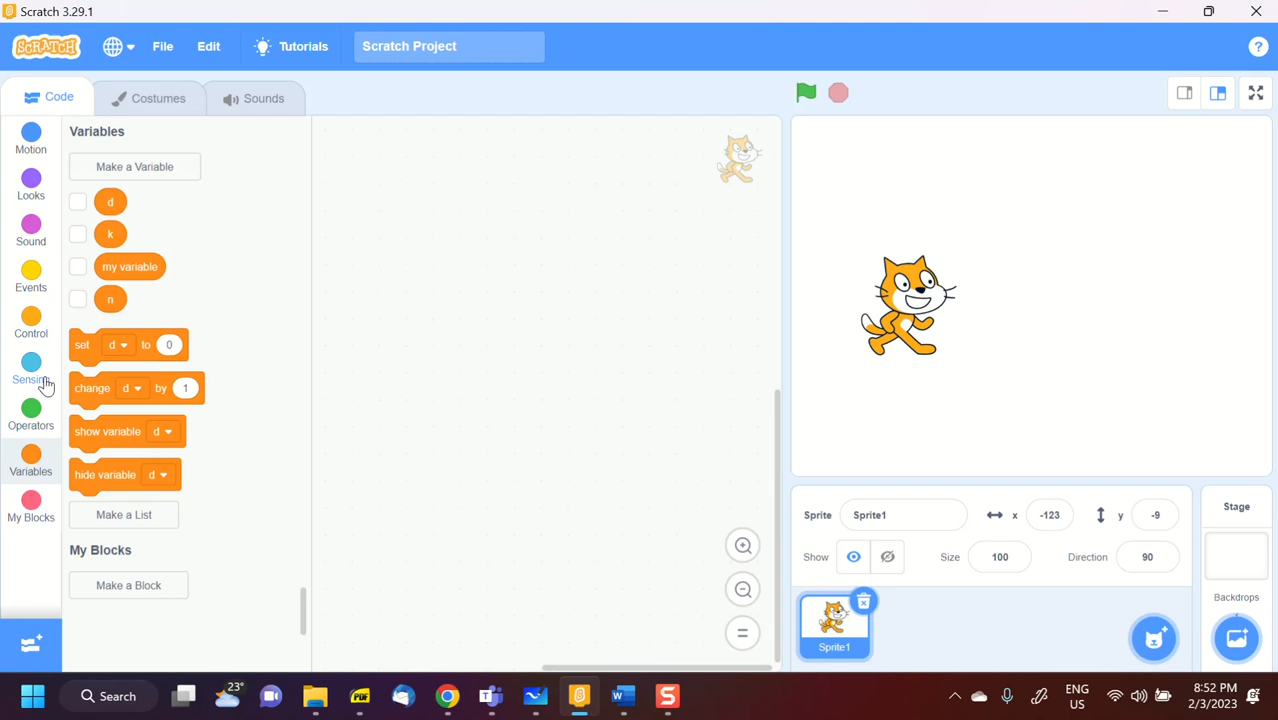 Scratch 3.29.1
SCRATCH File Edit Tutorials Scratch Project ?
Code Costumes Sounds
Motion
Looks
Sound
Events
Control
Sensing
Operators
Variables
My Blocks
Variables
Make a Variable
d
k
my variable
n
set d to 0
change d by 1
show variable d
hide variable d
Make a List
My Blocks
Make a Block
Sprite Sprite1 x -123 y -9
Show Size 100 Direction 90
Sprite1
Stage
Backdrops
Search
23°
PDF
W
S
ENG
US
8:52 PM
2/3/2023